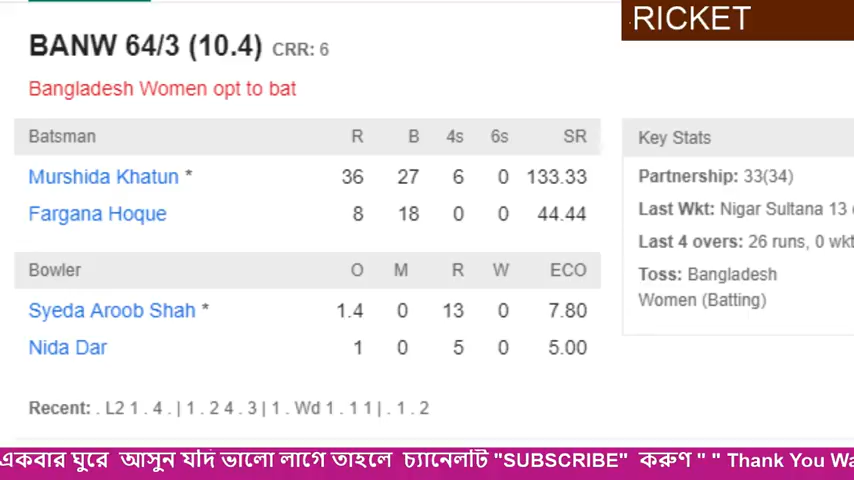 RICKET
BANW 64/3 (10.4) CRR: 6
Bangladesh Women opt to bat
Batsman R B 4s 6s SR
Murshida Khatun * 36 27 6 0 133.33
Fargana Hoque 8 18 0 0 44.44
Bowler O M R W ECO
Syeda Aroob Shah * 1.4 0 13 0 7.80
Nida Dar 1 0 5 0 5.00
Recent: . L2 1 . 4 . | 1 . 2 4 . 3 | 1 . Wd 1 . 1 1 | . 1 . 2
Key Stats
Partnership: 33(34)
Last Wkt: Nigar Sultana 13
Last 4 overs: 26 runs, 0 wkt
Toss: Bangladesh
Women (Batting)
একবার ঘুরে আসুন যদি ভালো লাগে তাহলে চ্যানেলটি "SUBSCRIBE" করুণ " " Thank You Wa